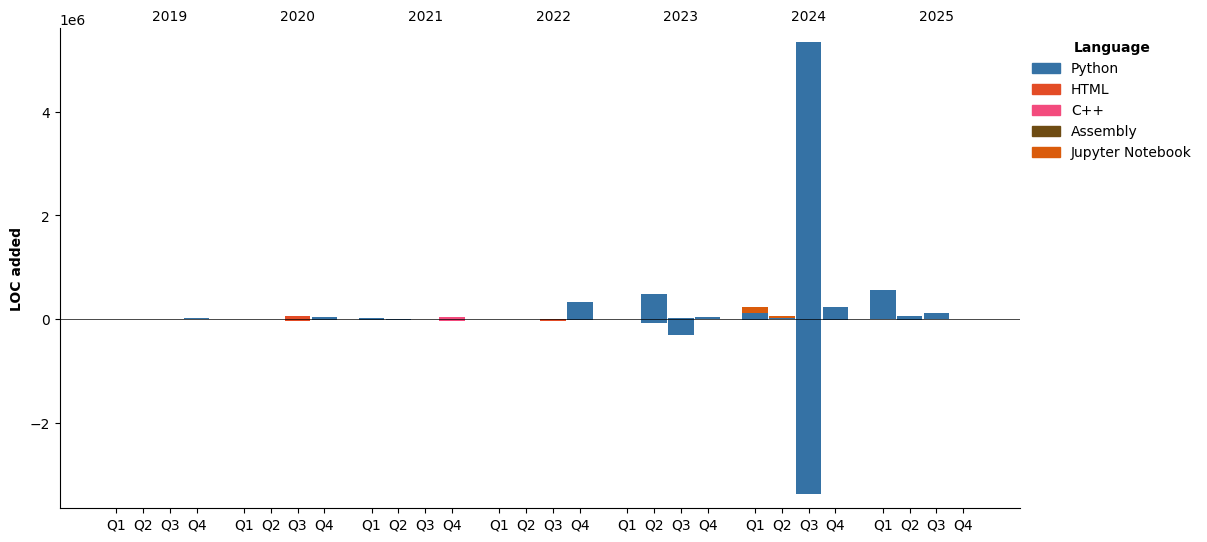 1e6
2019 2020 2021 2022 2023 2024 2025
Language
Python
HTML
C++
Assembly
Jupyter Notebook
LOC added
4
2
0
−2
Q1 Q2 Q3 Q4 Q1 Q2 Q3 Q4 Q1 Q2 Q3 Q4 Q1 Q2 Q3 Q4 Q1 Q2 Q3 Q4 Q1 Q2 Q3 Q4 Q1 Q2 Q3 Q4